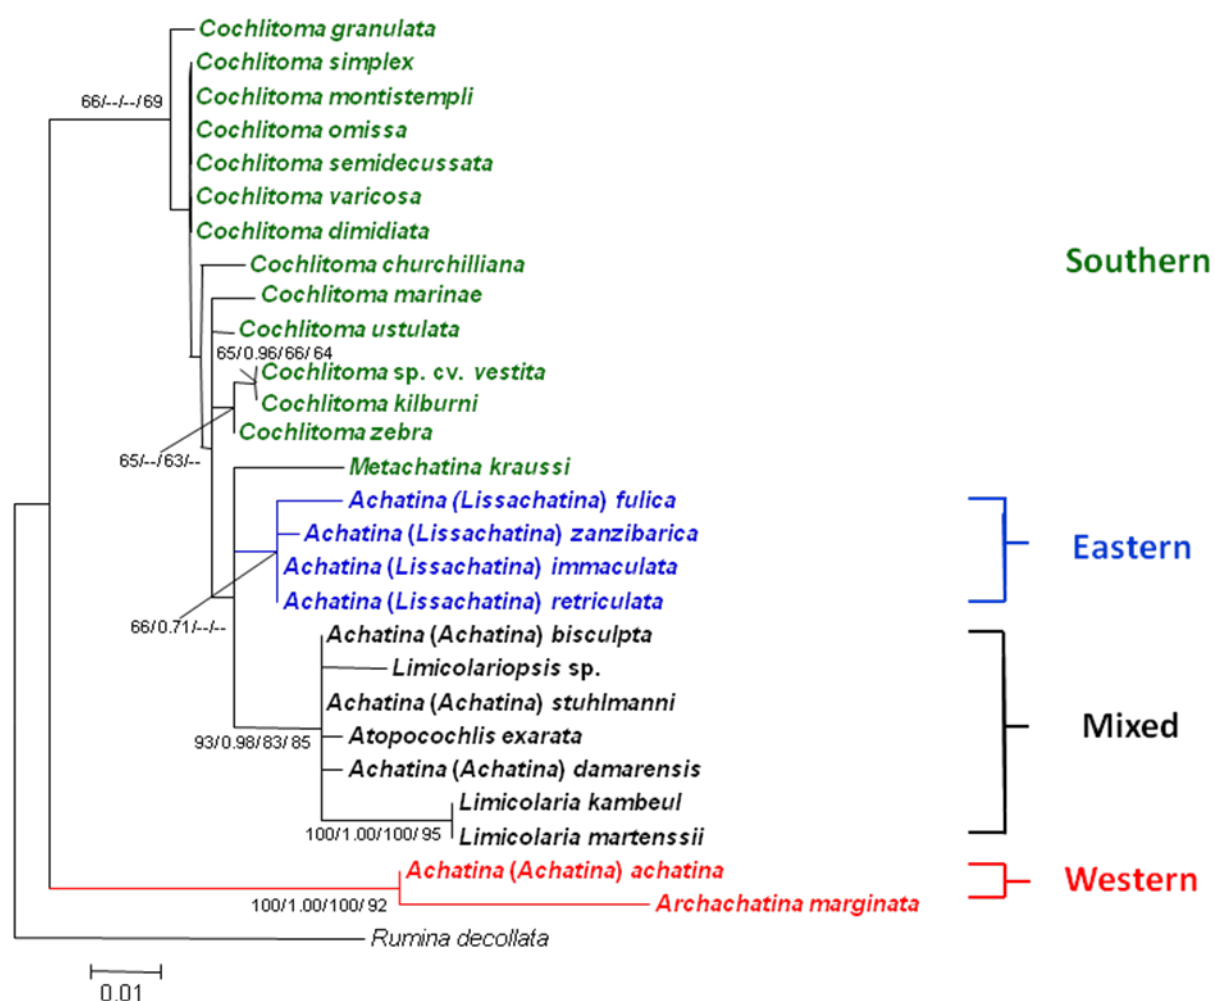 Cochlitoma granulata
Cochlitoma simplex
66/--/--/69
Cochlitoma montistempli
Cochlitoma omissa
Cochlitoma semidecussata
Cochlitoma varicosa
Cochlitoma dimidiata
Cochlitoma churchilliana
Southern
Cochlitoma marinae
Cochlitoma ustulata
65/0.96/66/64
Cochlitoma sp. cv. vestita
Cochlitoma kilburni
Cochlitoma zebra
65/--/63/--
Metachatina kraussi
Achatina (Lissachatina) fulica
Achatina (Lissachatina) zanzibarica
Eastern
Achatina (Lissachatina) immaculata
Achatina (Lissachatina) retriculata
66/0.71/--/--
Achatina (Achatina) bisculpta
Limicolariopsis sp.
Achatina (Achatina) stuhlmanni
Mixed
Atopocochlis exarata
93/0.98/83/85
Achatina (Achatina) damarensis
Limicolaria kambeul
100/1.00/100/95
Limicolaria martenssii
Achatina (Achatina) achatina
Western
100/1.00/100/92
Archachatina marginata
Rumina decollata
0.01